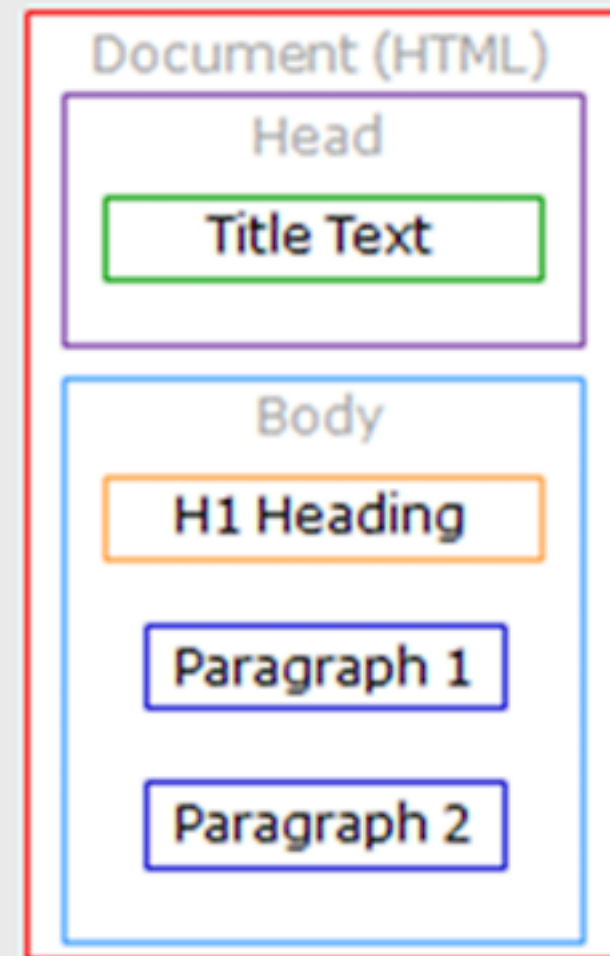 Document (HTML)
Head
Title Text
Body
H1 Heading
Paragraph 1
Paragraph 2